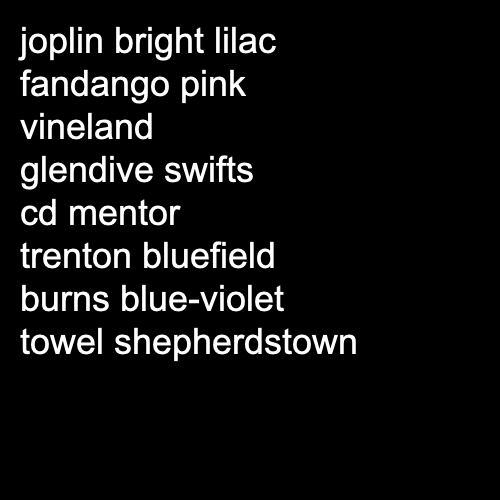 joplin bright lilac
fandango pink
vineland
glendive swifts
cd mentor
trenton bluefield
burns blue-violet
towel shepherdstown